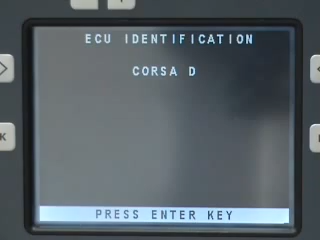 ECU IDENTIFICATION
CORSA D
K
PRESS ENTER KEY